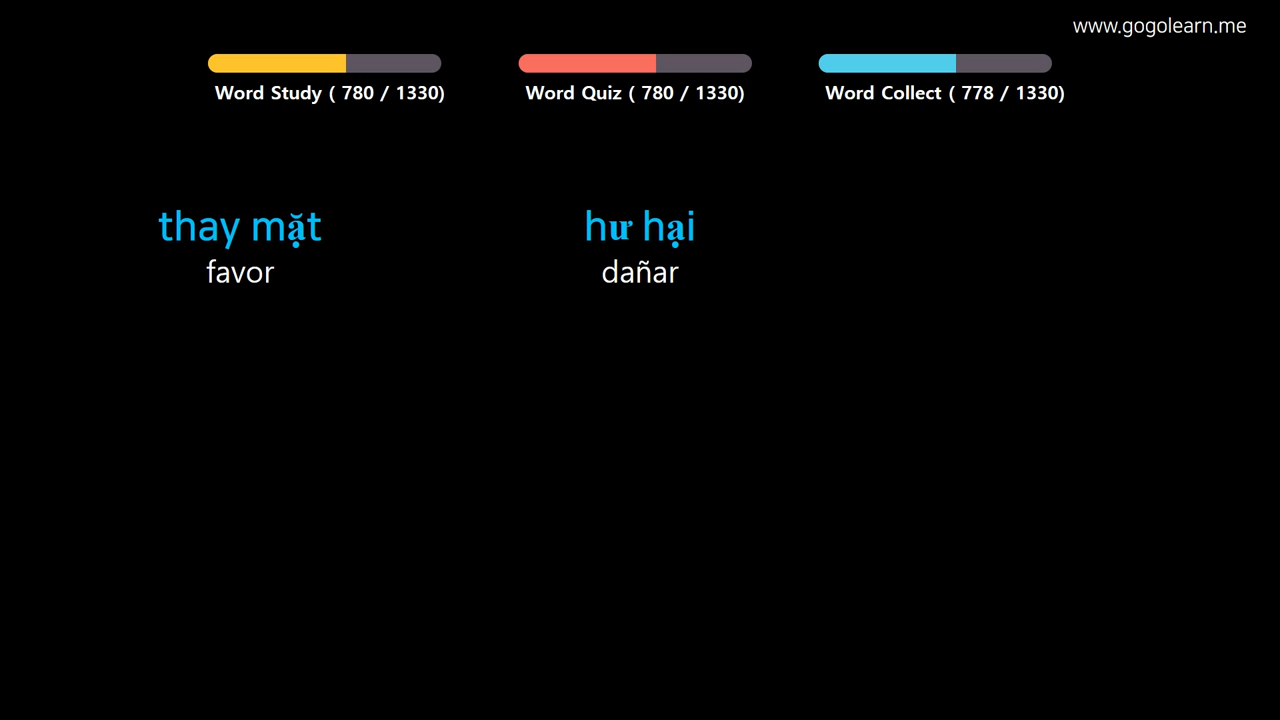 www.gogolearn.me
Word Study ( 780 / 1330)
Word Quiz ( 780 / 1330)
Word Collect ( 778 / 1330)
thay mặt
favor
hư hại
dañar